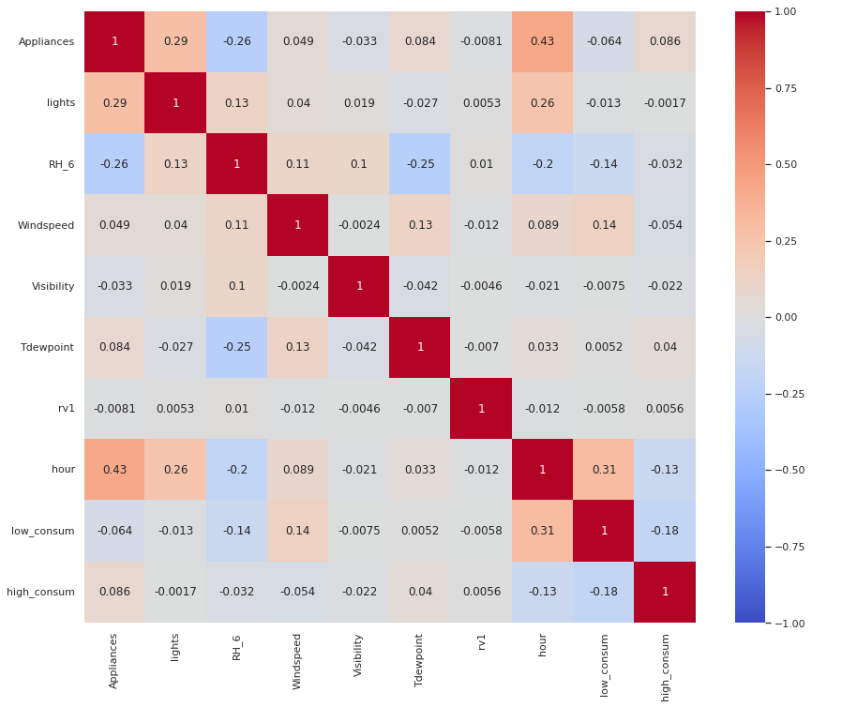 Appliances 1 0.29 -0.26 0.049 -0.033 0.084 -0.0081 0.43 -0.064 0.086
lights 0.29 1 0.13 0.04 0.019 -0.027 0.0053 0.26 -0.013 -0.0017
RH_6 -0.26 0.13 1 0.11 0.1 -0.25 0.01 -0.2 -0.14 -0.032
Windspeed 0.049 0.04 0.11 1 -0.0024 0.13 -0.012 0.089 0.14 -0.054
Visibility -0.033 0.019 0.1 -0.0024 1 -0.042 -0.0046 -0.021 -0.0075 -0.022
Tdewpoint 0.084 -0.027 -0.25 0.13 -0.042 1 -0.007 0.033 0.0052 0.04
rv1 -0.0081 0.0053 0.01 -0.012 -0.0046 -0.007 1 -0.012 -0.0058 0.0056
hour 0.43 0.26 -0.2 0.089 -0.021 0.033 -0.012 1 0.31 -0.13
low_consum -0.064 -0.013 -0.14 0.14 -0.0075 0.0052 -0.0058 0.31 1 -0.18
high_consum 0.086 -0.0017 -0.032 -0.054 -0.022 0.04 0.0056 -0.13 -0.18 1
Appliances lights RH_6 Windspeed Visibility Tdewpoint rv1 hour low_consum high_consum
1.00
0.75
0.50
0.25
0.00
−0.25
−0.50
−0.75
−1.00